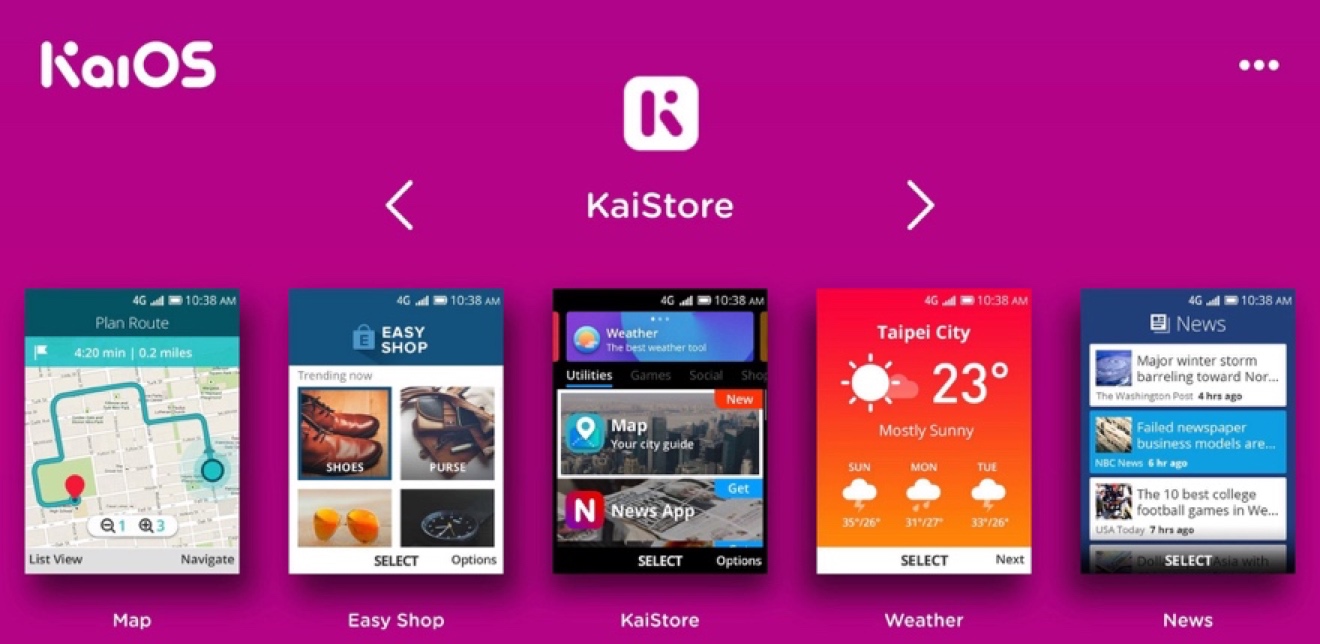 KaiOS
KaiStore
4G 10:38 AM
Plan Route
4:20 min | 0.2 miles
1 3
List View Navigate
Map
4G 10:38 AM
EASY
SHOP
Trending now
SHOES PURSE
SELECT Options
Easy Shop
4G 10:38 AM
Weather
The best weather tool
Utilities Games Social Shop
New
Map
Your city guide
Get
N News App
SELECT Options
KaiStore
4G 10:38 AM
Taipei City
23°
Mostly Sunny
SUN MON TUE
35°/26° 31°/27° 33°/26°
SELECT Next
Weather
4G 10:38 AM
News
Major winter storm
barreling toward Nor...
The Washington Post 4 hrs ago
Failed newspaper
business models are...
NBC News 6 hr ago
The 10 best college
football games in We...
USA Today 7 hrs ago
SELECT Asia with
News